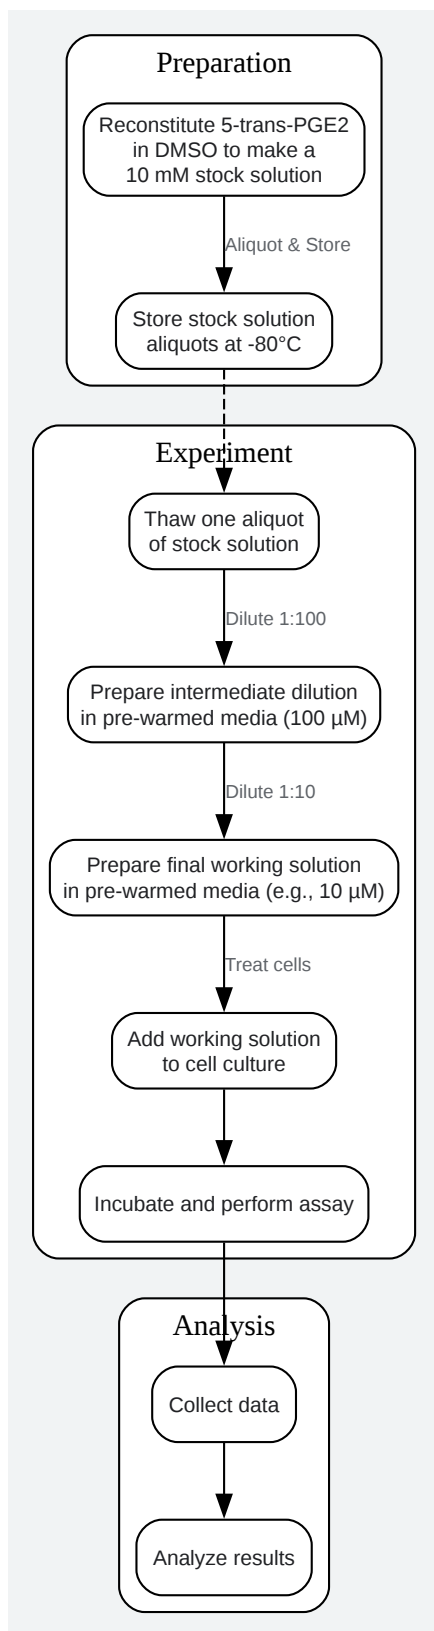 Preparation
Reconstitute 5-trans-PGE2
in DMSO to make a
10 mM stock solution
Aliquot & Store
Store stock solution
aliquots at -80°C
Experiment
Thaw one aliquot
of stock solution
Dilute 1:100
Prepare intermediate dilution
in pre-warmed media (100 µM)
Dilute 1:10
Prepare final working solution
in pre-warmed media (e.g., 10 µM)
Treat cells
Add working solution
to cell culture
Incubate and perform assay
Analysis
Collect data
Analyze results